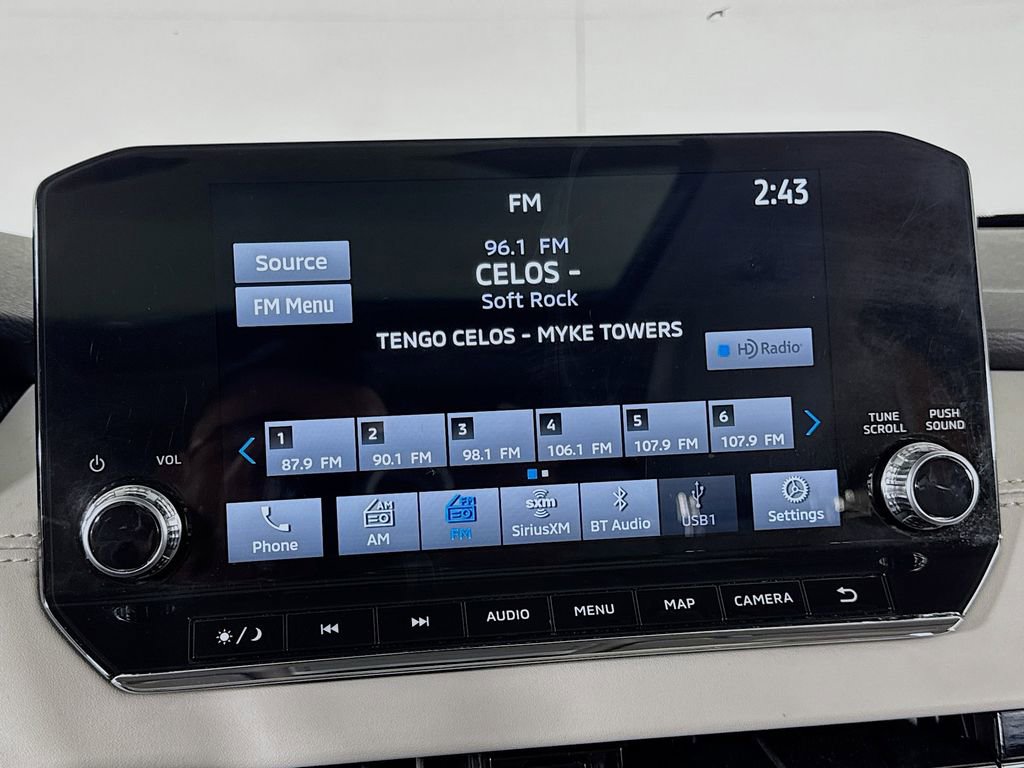 FM
2:43
96.1 FM
CELOS -
Soft Rock
TENGO CELOS - MYKE TOWERS
Source
FM Menu
HD Radio
1
87.9 FM
2
90.1 FM
3
98.1 FM
4
106.1 FM
5
107.9 FM
6
107.9 FM
VOL
TUNE
SCROLL
PUSH
SOUND
Phone
AM
AM
FM
FM
sxm
SiriusXM
BT Audio
USB1
Settings
AUDIO
MENU
MAP
CAMERA